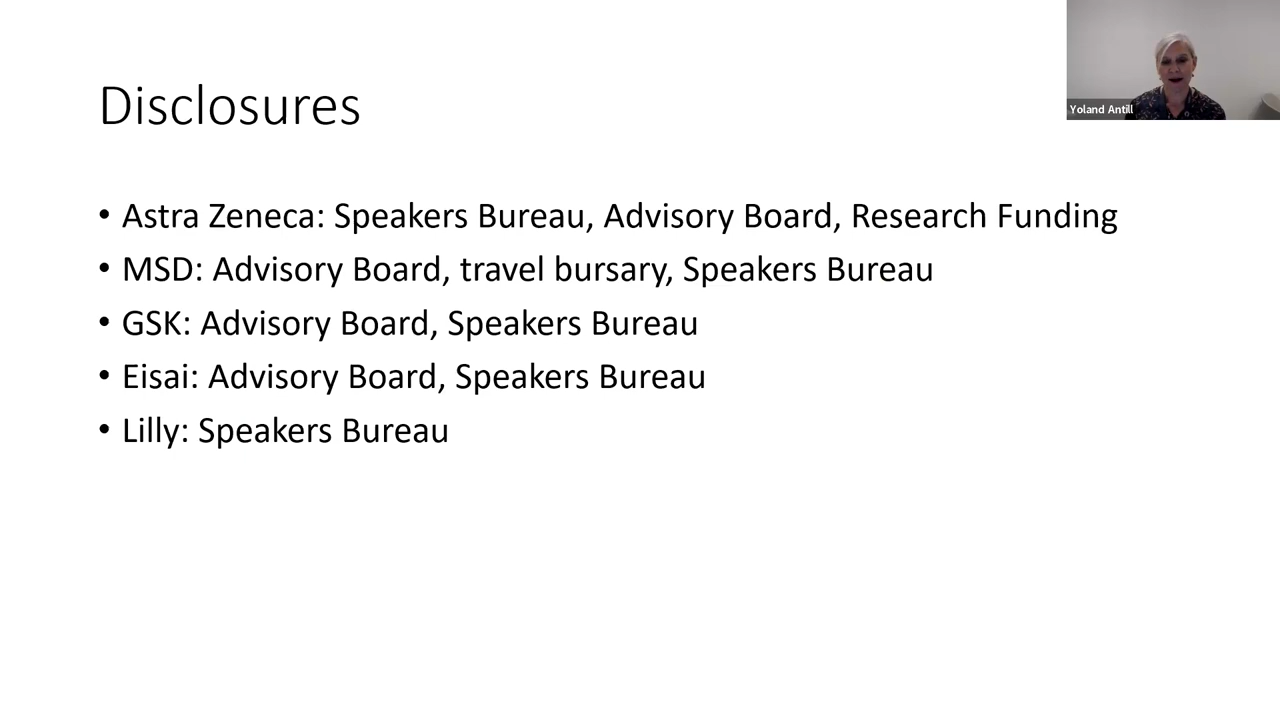 Disclosures
Yoland Antill
• Astra Zeneca: Speakers Bureau, Advisory Board, Research Funding
• MSD: Advisory Board, travel bursary, Speakers Bureau
• GSK: Advisory Board, Speakers Bureau
• Eisai: Advisory Board, Speakers Bureau
• Lilly: Speakers Bureau